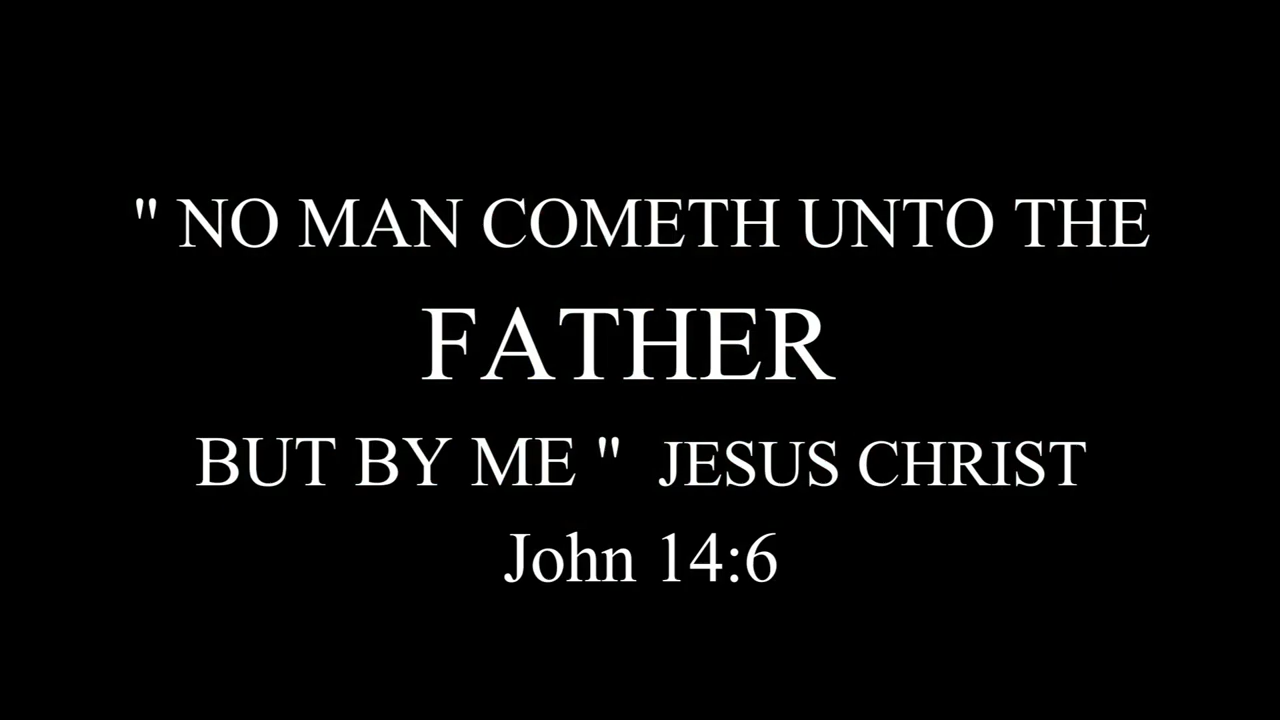 " NO MAN COMETH UNTO THE
FATHER
BUT BY ME "  JESUS CHRIST
John 14:6